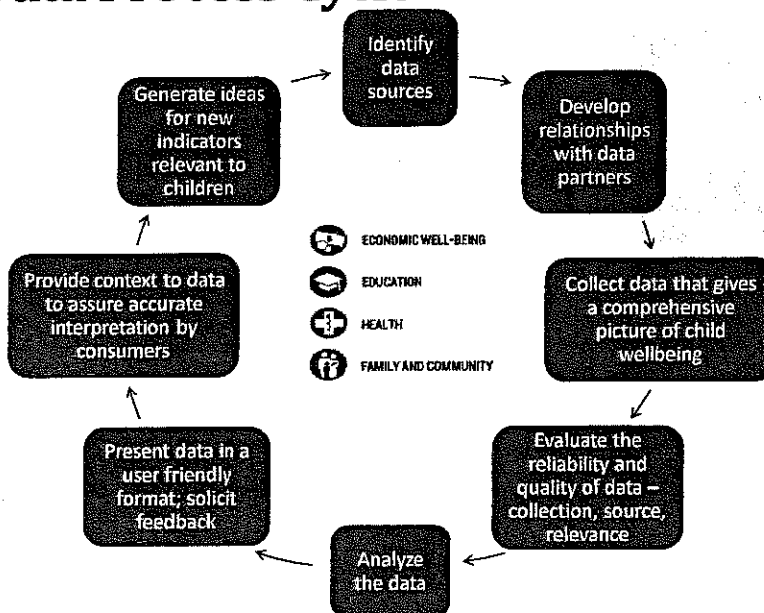 Identify
data
sources
Develop
relationships
with data
partners
Collect data that gives
a comprehensive
picture of child
wellbeing
Evaluate the
reliability and
quality of data –
collection, source,
relevance
Analyze
the data
Present data in a
user friendly
format; solicit
feedback
Provide context to data
to assure accurate
interpretation by
consumers
Generate ideas
for new
indicators
relevant to
children
ECONOMIC WELL-BEING
EDUCATION
HEALTH
FAMILY AND COMMUNITY